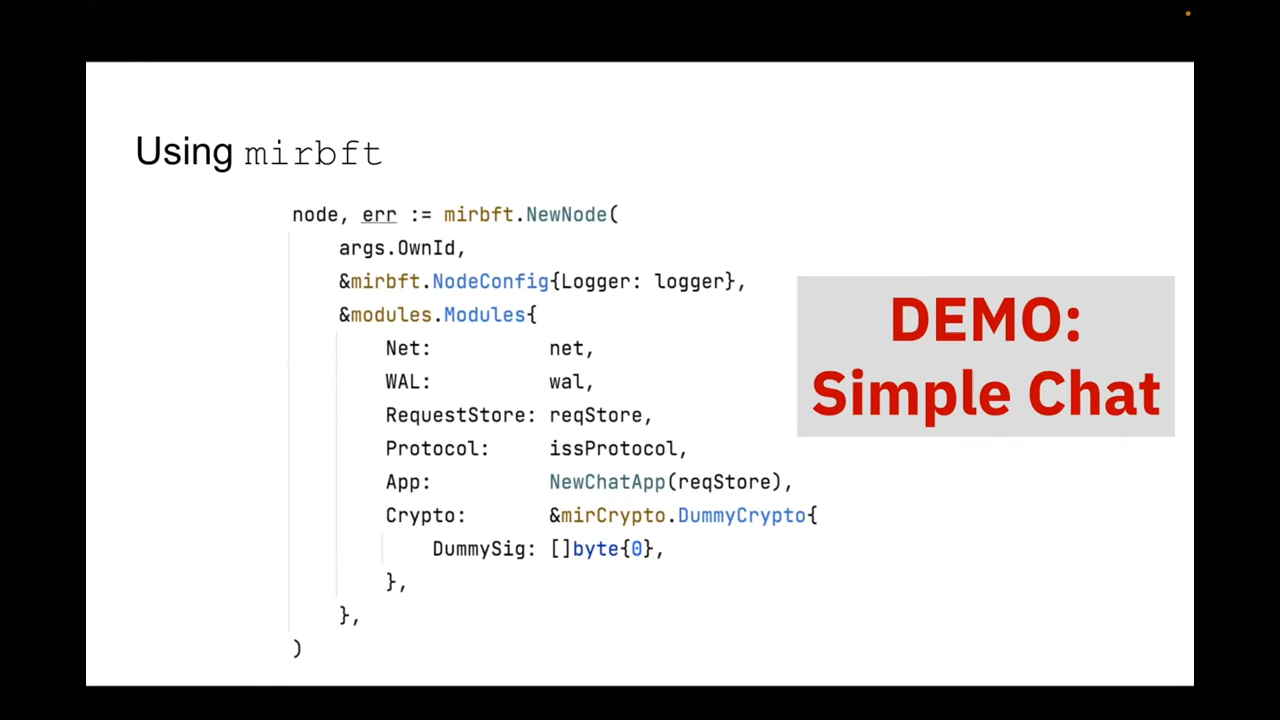 Using mirbft
node, err := mirbft.NewNode(
args.OwnId,
&mirbft.NodeConfig{Logger: logger},
&modules.Modules{
Net: net,
WAL: wal,
RequestStore: reqStore,
Protocol: issProtocol,
App: NewChatApp(reqStore),
Crypto: &mirCrypto.DummyCrypto{
DummySig: []byte{0},
},
},
)
DEMO:
Simple Chat